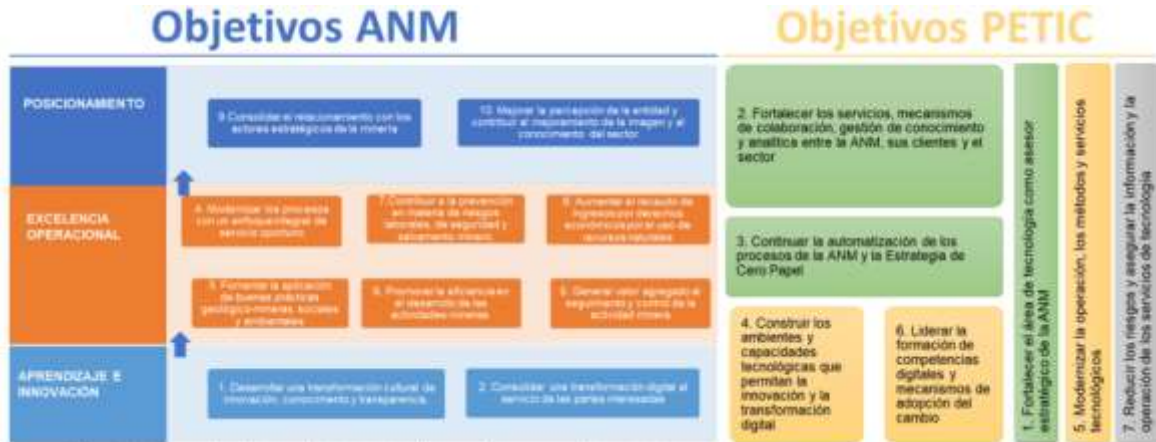 Objetivos ANM
Objetivos PETIC
POSICIONAMIENTO
9 Consolidar el relacionamiento con los
actores estratégicos de la minería
10. Mejorar la percepción de la entidad y
contribuir al mejoramiento de la imagen y el
conocimiento del sector
EXCELENCIA
OPERACIONAL
4. Modernizar los procesos
con un enfoque integral de
servicio oportuno
7.Contribuir a la prevención
en materia de riesgos
laborales, de seguridad y
salvamento minero
Aumentar el recaudo de
ingresos por derechos
económicos por el uso de
recursos naturales
Fomentar la aplicación
de buenas prácticas
geológico-mineras, sociales
y ambientales
Promover la eficiencia en
el desarrollo de las
actividades mineras
Generar valor agregado al
seguimiento y control de la
actividad minera
APRENDIZAJE E
INNOVACIÓN
1. Desarrollar una transformación cultural de
innovación, conocimiento y transparencia.
2. Consolidar una transformación digital al
servicio de las partes interesadas
2. Fortalecer los servicios, mecanismos
de colaboración, gestión de conocimiento
y analítica entre la ANM, sus clientes y el
sector
3. Continuar la automatización de los
procesos de la ANM y la Estrategia de
Cero Papel
4. Construir los
ambientes y
capacidades
tecnológicas que
permitan la
innovación y la
transformación
digital
6. Liderar la
formación de
competencias
digitales y
mecanismos de
adopción del
cambio
1. Fortalecer el área de tecnología como asesor
estratégico de la ANM
5. Modernizar la operación, los métodos y servicios
tecnológicos
7. Reducir los riesgos y asegurar la información y la
operación de los servicios de tecnología